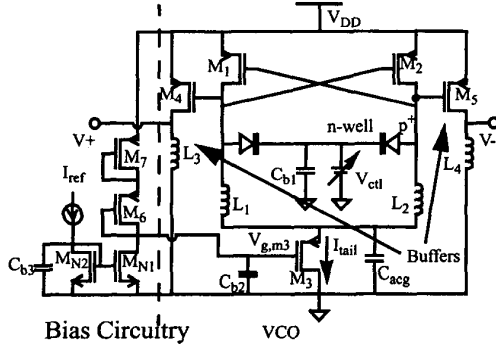 V_DD
M_1
M_2
M_4
M_5
V+
V-
n-well
p+
M_7
L_3
L_4
C_b1
V_ctl
I_ref
M_6
L_1
L_2
V_g,m3
I_tail
Buffers
C_b3
M_N2
M_N1
C_b2
M_3
C_acg
Bias Circuitry
VCO